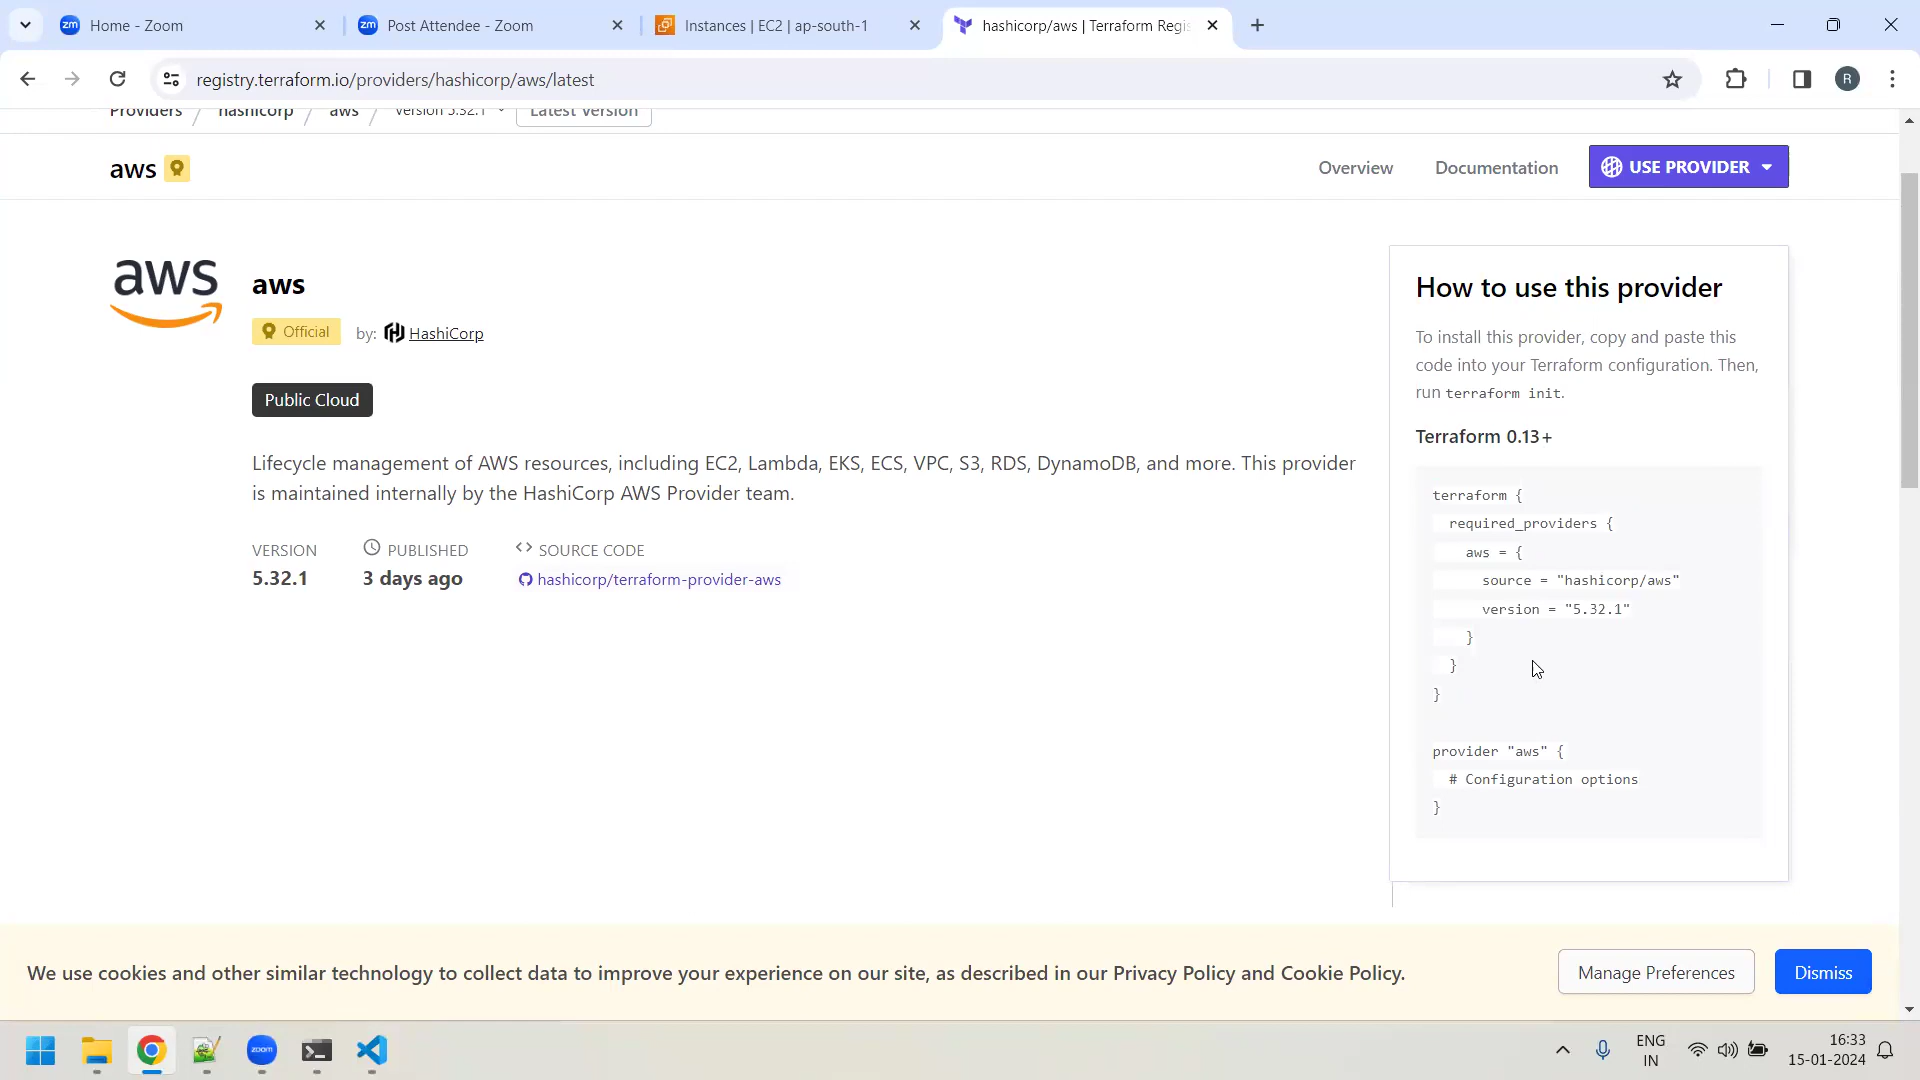 Home - Zoom
Post Attendee - Zoom
Instances | EC2 | ap-south-1
hashicorp/aws | Terraform Regis
registry.terraform.io/providers/hashicorp/aws/latest
R
Providers / hashicorp / aws / Version 5.32.1 Latest Version
aws
Overview
Documentation
USE PROVIDER
aws
aws
Official
by: HashiCorp
Public Cloud
Lifecycle management of AWS resources, including EC2, Lambda, EKS, ECS, VPC, S3, RDS, DynamoDB, and more. This provider
is maintained internally by the HashiCorp AWS Provider team.
VERSION
5.32.1
PUBLISHED
3 days ago
SOURCE CODE
hashicorp/terraform-provider-aws
How to use this provider
To install this provider, copy and paste this
code into your Terraform configuration. Then,
run terraform init.
Terraform 0.13+
terraform {
required_providers {
aws = {
source = "hashicorp/aws"
version = "5.32.1"
}
}
}
provider "aws" {
# Configuration options
}
We use cookies and other similar technology to collect data to improve your experience on our site, as described in our Privacy Policy and Cookie Policy.
Manage Preferences
Dismiss
zoom
ENG
IN
16:33
15-01-2024